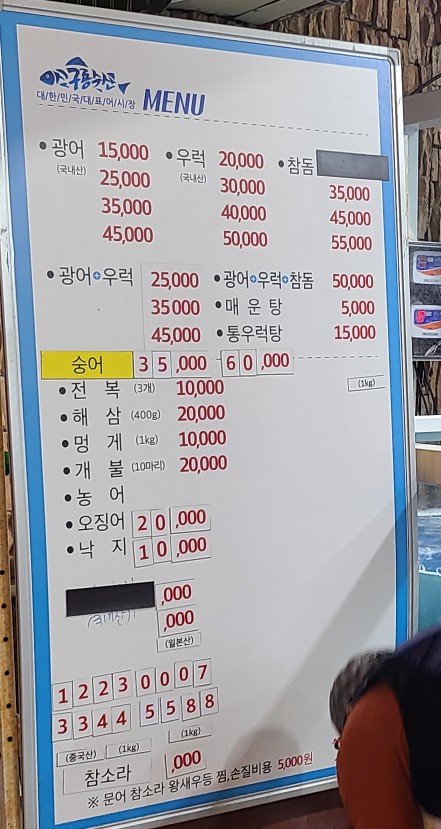 대한민국대표어시장 MENU
• 광어 15,000 • 우럭 20,000 • 참돔
(국내산) 25,000 (국내산) 30,000 35,000
35,000 40,000 45,000
45,000 50,000 55,000
• 광어+우럭 25,000 • 광어+우럭+참돔 50,000
35000 • 매운탕 5,000
45,000 • 통우럭탕 15,000
숭어 35,000 60,000
• 전 복 (3개) 10,000 (1kg)
• 해 삼 (400g) 20,000
• 멍 게 (1kg) 10,000
• 개 불 (10마리) 20,000
• 농 어
• 오징어 20,000
• 낙 지 10,000
,000
,000
(일본산)
12230007
3344 5588
(중국산) (1kg) (1kg)
참소라 ,000
※ 문어 참소라 왕새우등 찜,손질비용 5,000원